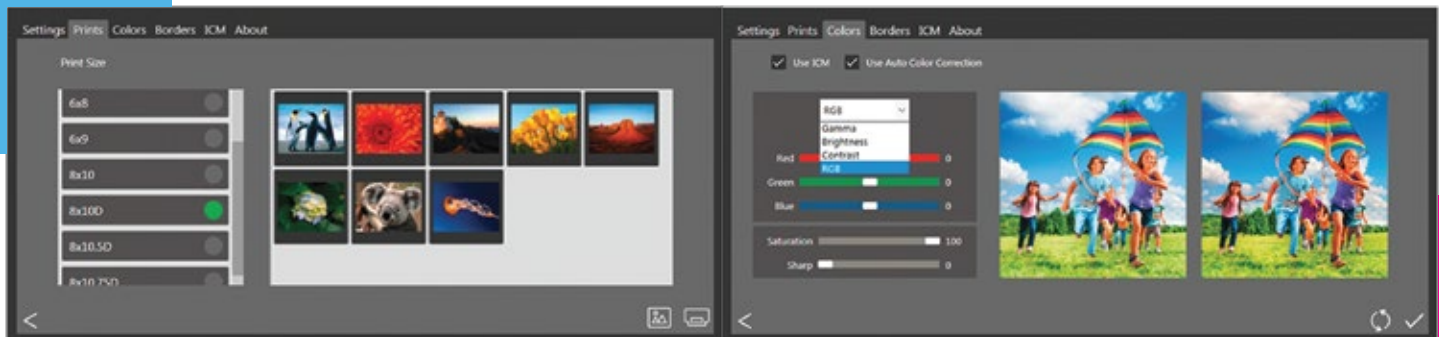 Settings Prints Colors Borders ICM About
Print Size
6x8
6x9
8x10
8x10D
8x10.5D
8x10.75D
Settings Prints Colors Borders ICM About
Use ICM Use Auto Color Correction
RGB
Gamma
Brightness
Contrast
RGB
Red 0
Green 0
Blue 0
Saturation 100
Sharp 0